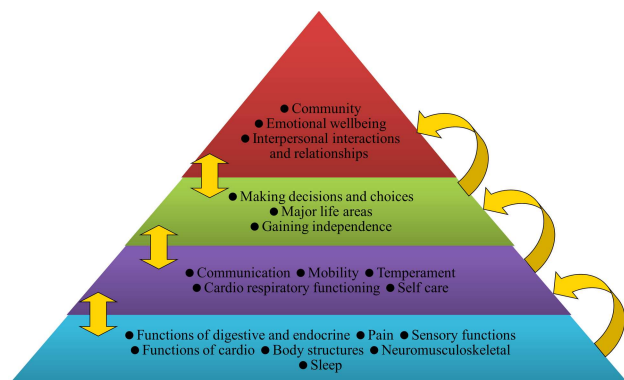 ● Community
● Emotional wellbeing
● Interpersonal interactions
and relationships
● Making decisions and choices
● Major life areas
● Gaining independence
● Communication ● Mobility ● Temperament
● Cardio respiratory functioning ● Self care
● Functions of digestive and endocrine ● Pain ● Sensory functions
● Functions of cardio ● Body structures ● Neuromusculoskeletal
● Sleep